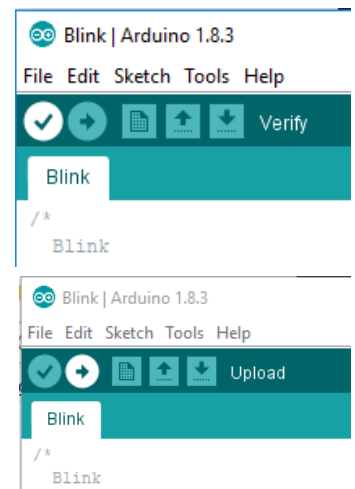 Blink | Arduino 1.8.3
File Edit Sketch Tools Help
Verify
Blink
/*
Blink
Blink | Arduino 1.8.3
File Edit Sketch Tools Help
Upload
Blink
/*
Blink